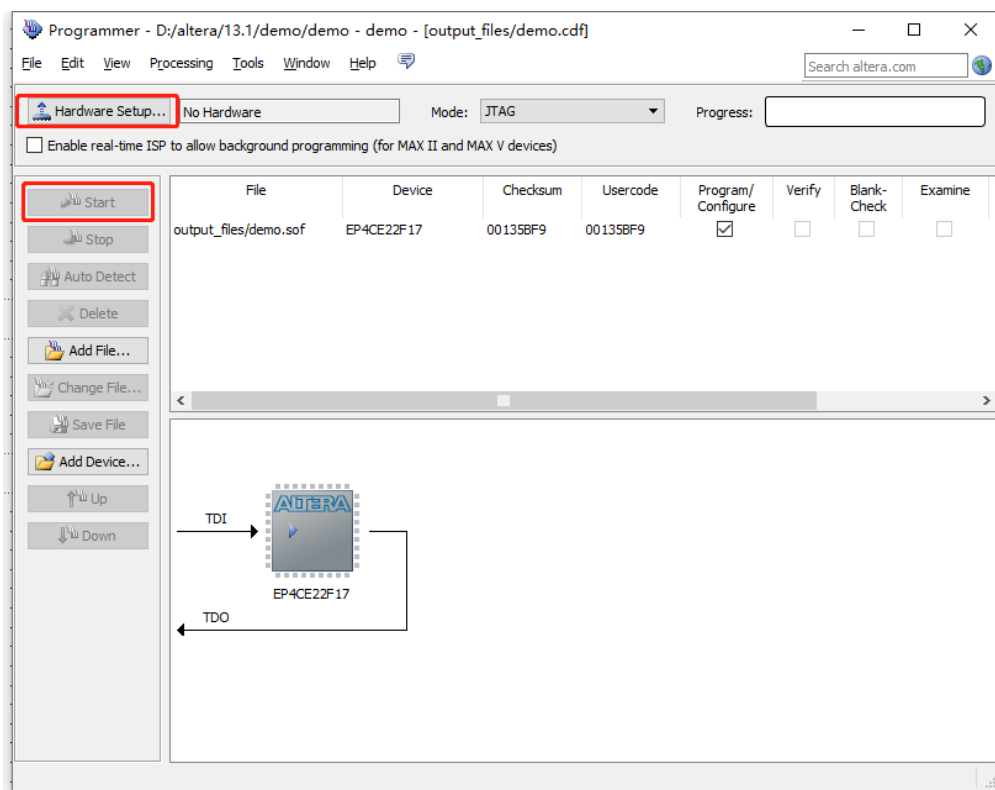 Programmer - D:/altera/13.1/demo/demo - demo - [output_files/demo.cdf]
File Edit View Processing Tools Window Help
Search altera.com
Hardware Setup... No Hardware Mode: JTAG Progress:
Enable real-time ISP to allow background programming (for MAX II and MAX V devices)
Start
Stop
Auto Detect
Delete
Add File...
Change File...
Save File
Add Device...
Up
Down
File Device Checksum Usercode Program/ Verify Blank- Examine
Configure Check
output_files/demo.sof EP4CE22F17 00135BF9 00135BF9
ALTERA
TDI
EP4CE22F17
TDO